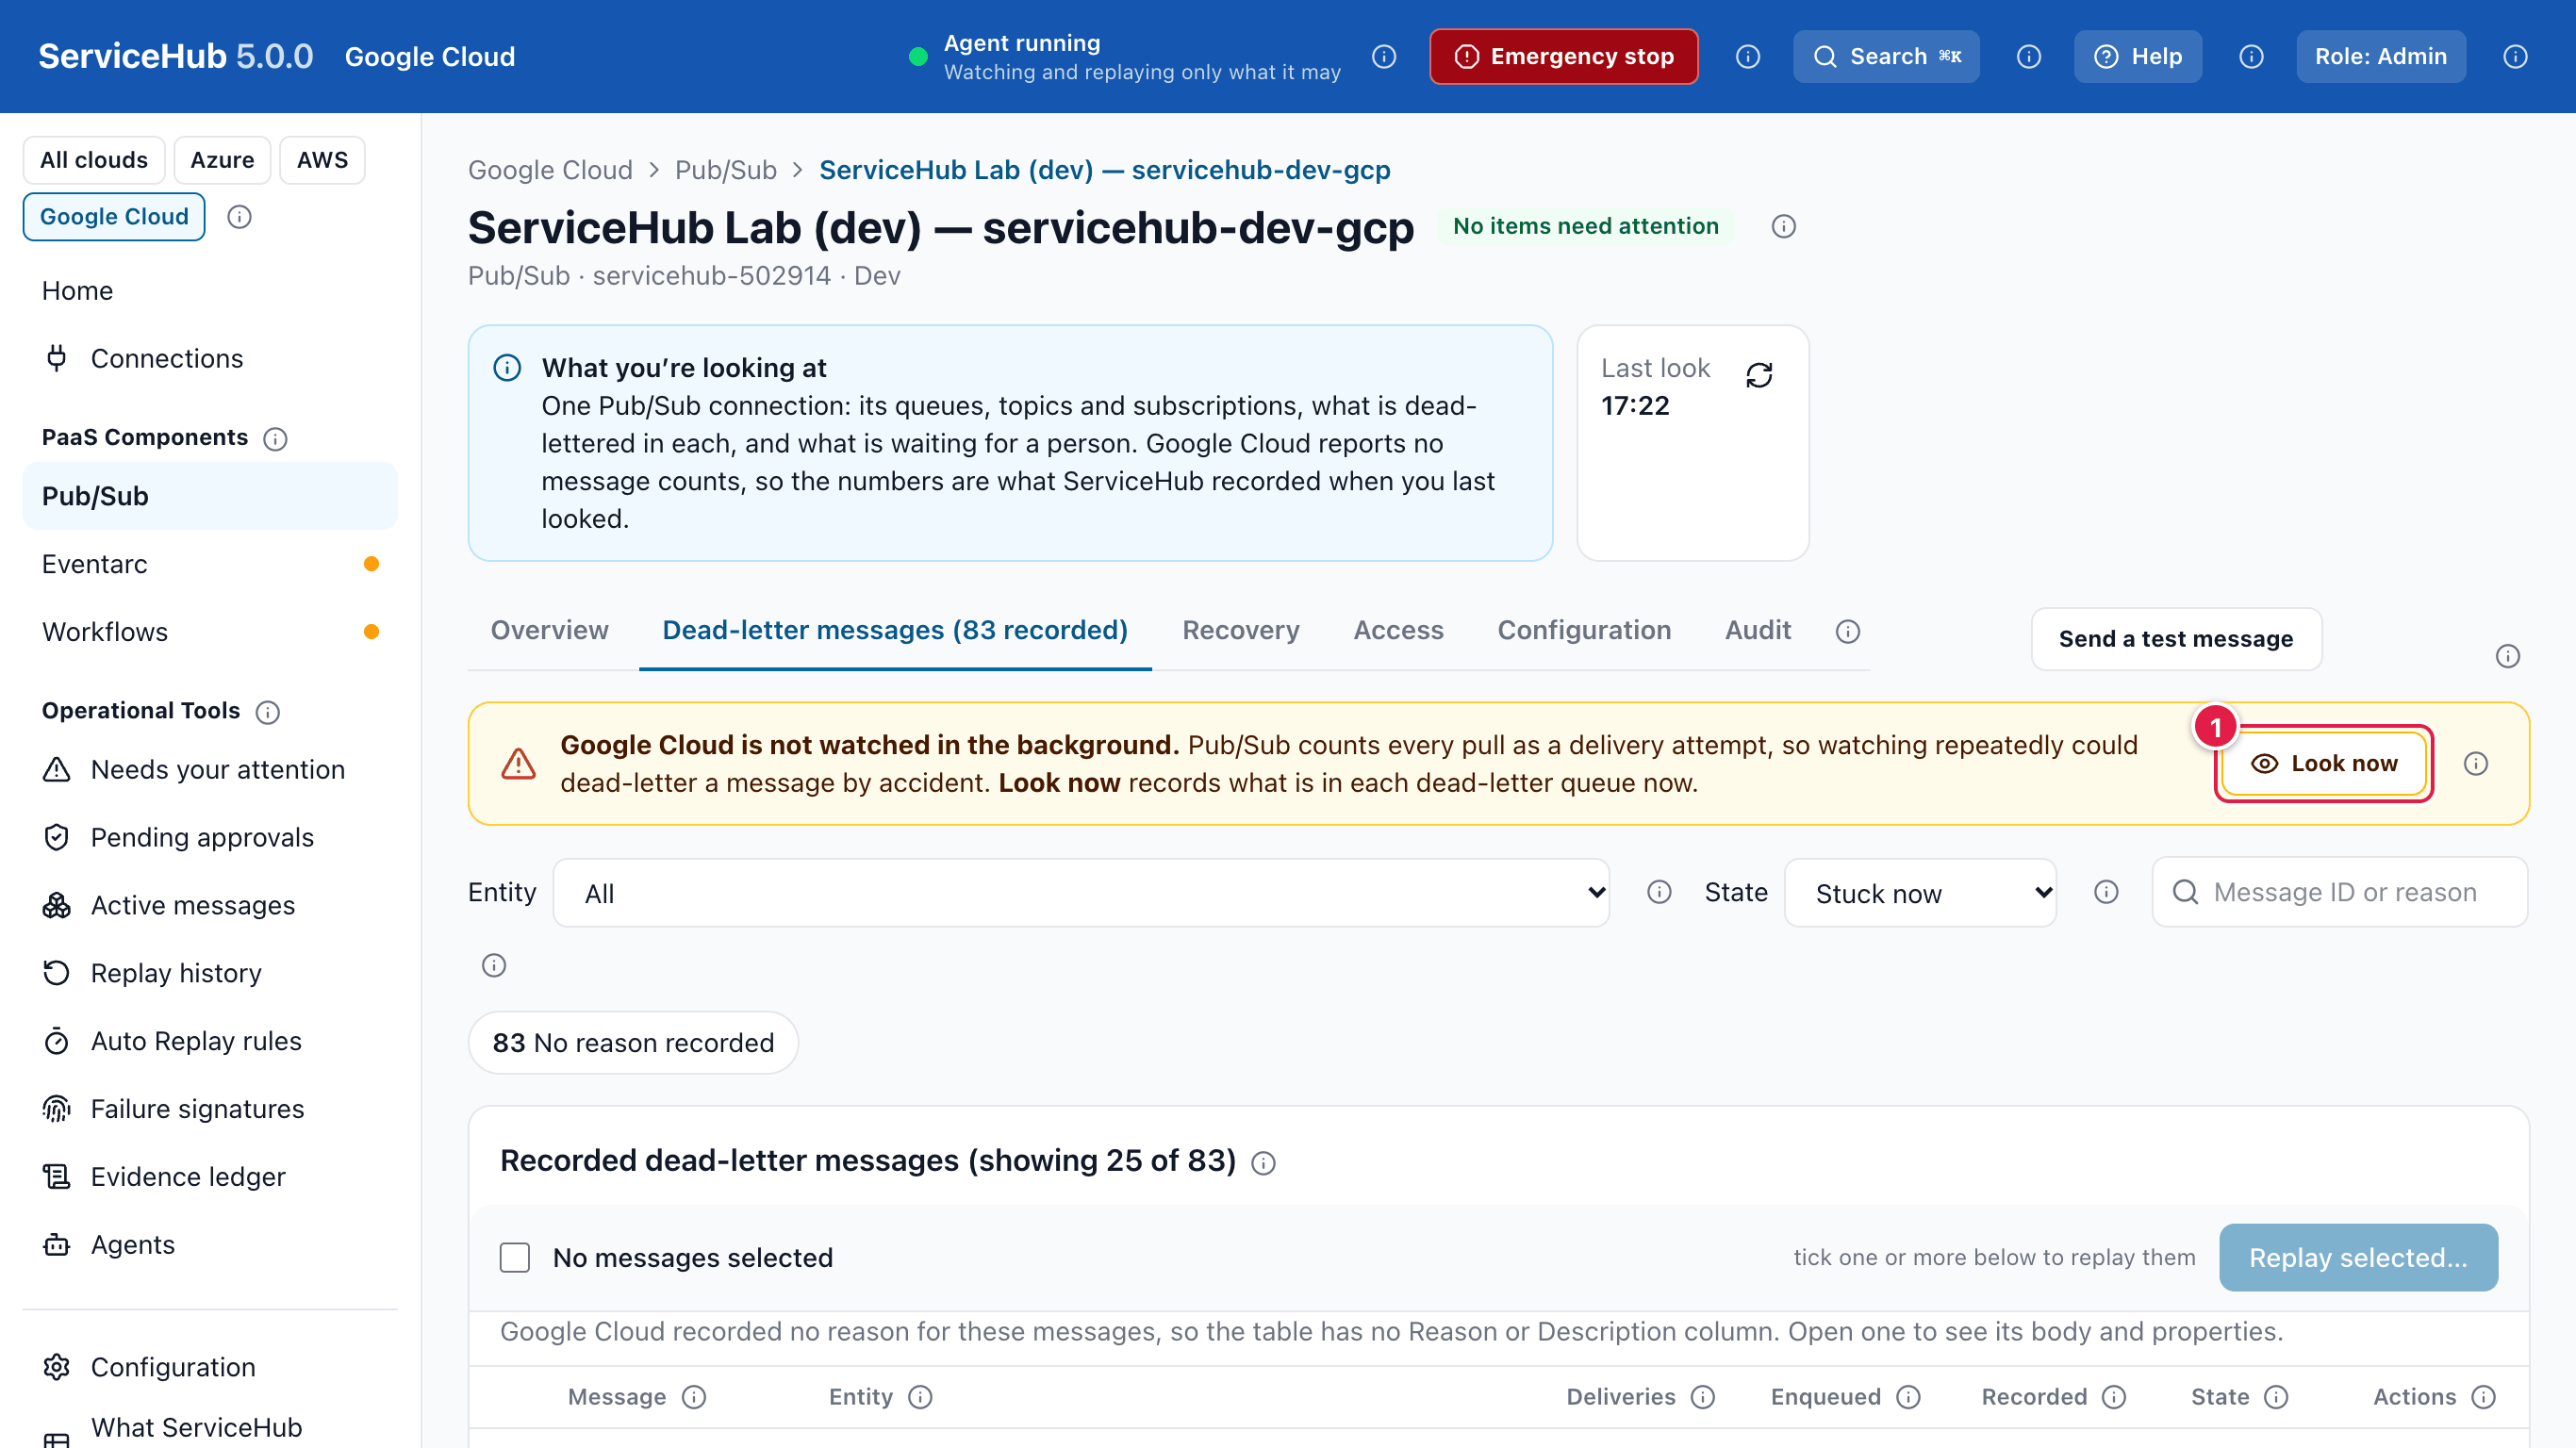 ServiceHub 5.0.0 Google Cloud
Agent running
Watching and replaying only what it may
Emergency stop
Search ⌘K
Help
Role: Admin
All clouds
Azure
AWS
Google Cloud
Home
Connections
PaaS Components
Pub/Sub
Eventarc
Workflows
Operational Tools
Needs your attention
Pending approvals
Active messages
Replay history
Auto Replay rules
Failure signatures
Evidence ledger
Agents
Configuration
What ServiceHub
Google Cloud > Pub/Sub > ServiceHub Lab (dev) — servicehub-dev-gcp
ServiceHub Lab (dev) — servicehub-dev-gcp
No items need attention
Pub/Sub · servicehub-502914 · Dev
What you’re looking at
One Pub/Sub connection: its queues, topics and subscriptions, what is dead-
lettered in each, and what is waiting for a person. Google Cloud reports no
message counts, so the numbers are what ServiceHub recorded when you last
looked.
Last look
17:22
Overview
Dead-letter messages (83 recorded)
Recovery
Access
Configuration
Audit
Send a test message
Google Cloud is not watched in the background. Pub/Sub counts every pull as a delivery attempt, so watching repeatedly could
dead-letter a message by accident. Look now records what is in each dead-letter queue now.
1
Look now
Entity
All
State
Stuck now
Message ID or reason
83 No reason recorded
Recorded dead-letter messages (showing 25 of 83)
No messages selected
tick one or more below to replay them
Replay selected...
Google Cloud recorded no reason for these messages, so the table has no Reason or Description column. Open one to see its body and properties.
Message
Entity
Deliveries
Enqueued
Recorded
State
Actions